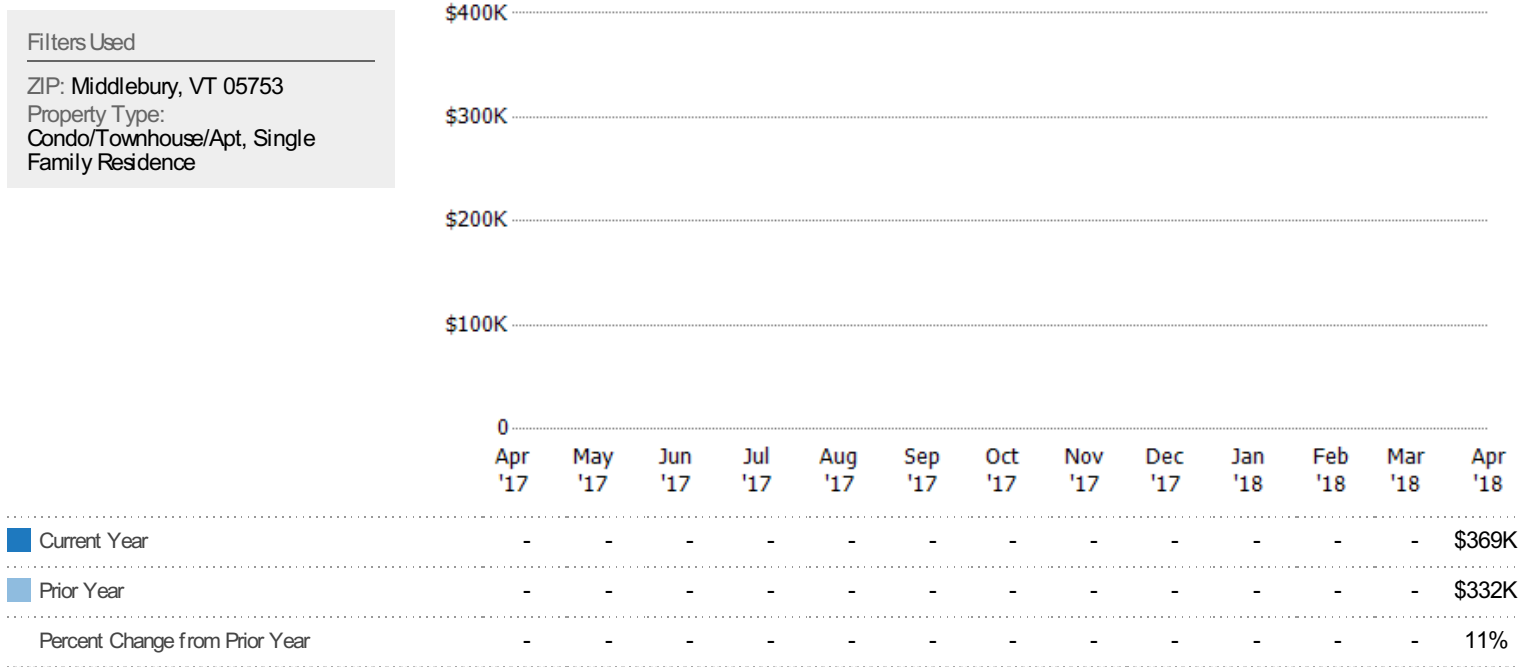 Filters Used
ZIP: Middlebury, VT 05753
Property Type:
Condo/Townhouse/Apt, Single
Family Residence
$400K
$300K
$200K
$100K
0
Apr May Jun Jul Aug Sep Oct Nov Dec Jan Feb Mar Apr
'17 '17 '17 '17 '17 '17 '17 '17 '17 '18 '18 '18 '18
Current Year - - - - - - - - - - - - $369K
Prior Year - - - - - - - - - - - - $332K
Percent Change from Prior Year - - - - - - - - - - - - 11%